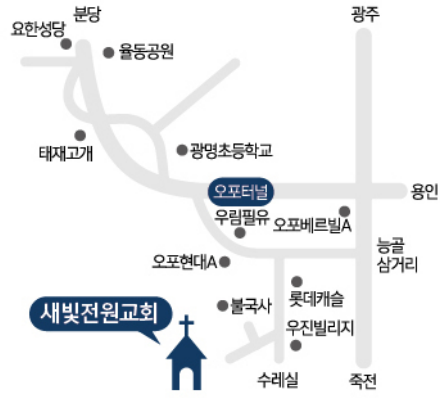 분당
광주
요한성당
율동공원
태재고개
광명초등학교
오포터널
용인
우림필유
오포베르빌A
능골
삼거리
오포현대A
불국사
롯데캐슬
새빛전원교회
우진빌리지
수레실
죽전